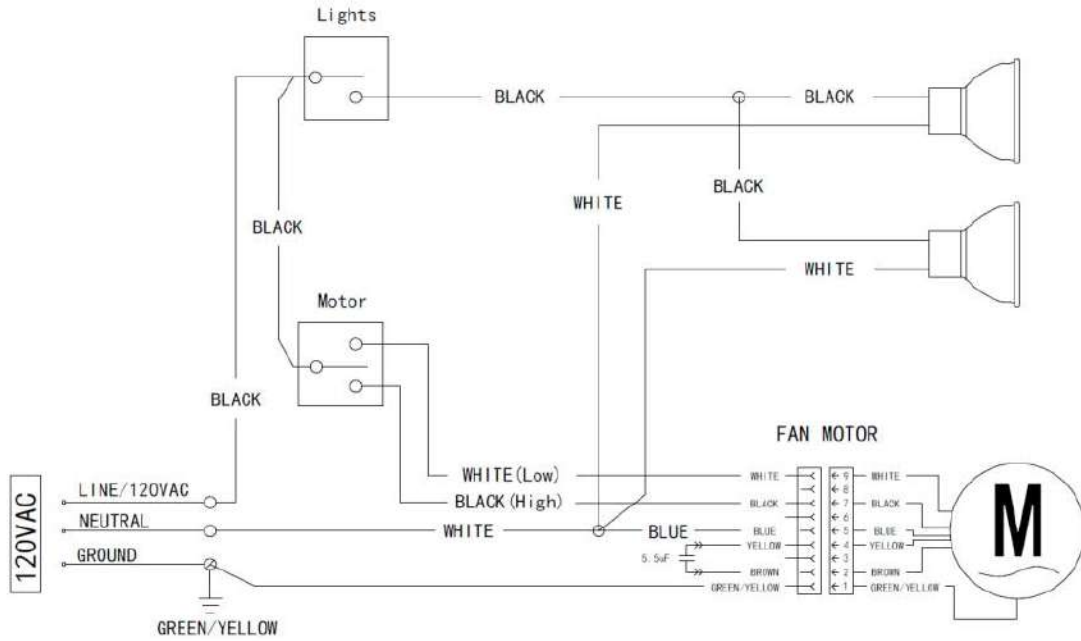 Lights
BLACK
BLACK
BLACK
WHITE
BLACK
WHITE
Motor
BLACK
FAN MOTOR
120VAC
LINE/120VAC
NEUTRAL
GROUND
GREEN/YELLOW
WHITE(Low)
BLACK(High)
WHITE
BLUE
5.5uF
WHITE
BLACK
BLUE
YELLOW
BROWN
GREEN/YELLOW
9
8
7
6
5
4
3
2
1
WHITE
BLACK
BLUE
YELLOW
BROWN
GREEN/YELLOW
M